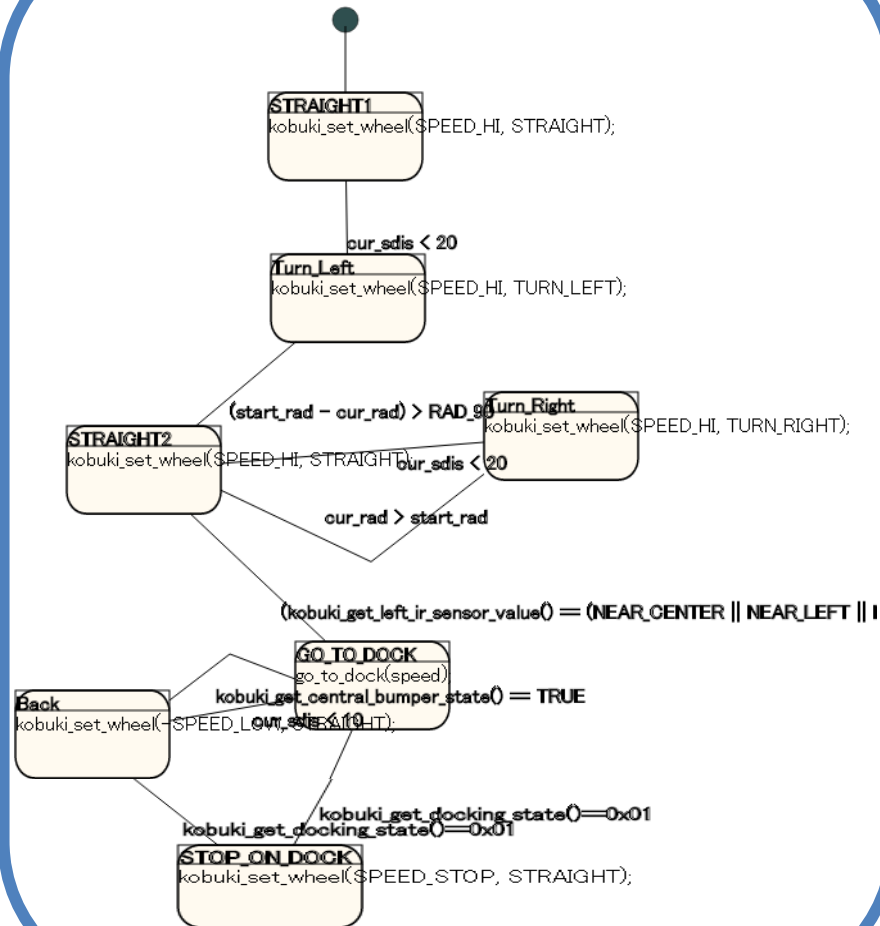 STRAIGHT1
kobuki_set_wheel(SPEED_HI, STRAIGHT);
cur_sdis < 20
Turn_Left
kobuki_set_wheel(SPEED_HI, TURN_LEFT);
(start_rad - cur_rad) > RAD_90
Turn_Right
kobuki_set_wheel(SPEED_HI, TURN_RIGHT);
STRAIGHT2
kobuki_set_wheel(SPEED_HI, STRAIGHT);
cur_sdis < 20
cur_rad > start_rad
(kobuki_get_left_ir_sensor_value() == (NEAR_CENTER || NEAR_LEFT ||
GO_TO_DOCK
go_to_dock(speed)
kobuki_get_central_bumper_state() == TRUE
Back
kobuki_set_wheel(-SPEED_LOW, STRAIGHT);
cur_sdis < 10
kobuki_get_docking_state()==0x01
kobuki_get_docking_state()==0x01
STOP_ON_DOCK
kobuki_set_wheel(SPEED_STOP, STRAIGHT);